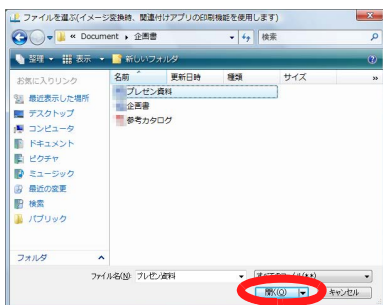 ファイルを選ぶ(イメージ変換時、関連付けアプリの印刷機能を使用します)
« Document ▸ 企画書
検索
整理 表示 新しいフォルダ
お気に入りリンク
最近表示した場所
デスクトップ
コンピュータ
ドキュメント
ピクチャ
ミュージック
最近の変更
検索
パブリック
フォルダ
名前 更新日時 種類 サイズ »
プレゼン資料
企画書
参考カタログ
ファイル名(N): プレゼン資料
すべてのファイル(*.*)
開く(O) キャンセル